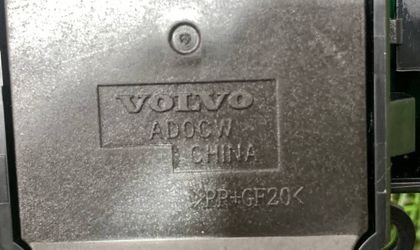 VOLVO
ADOCW
CHINA
>PP+GF20<